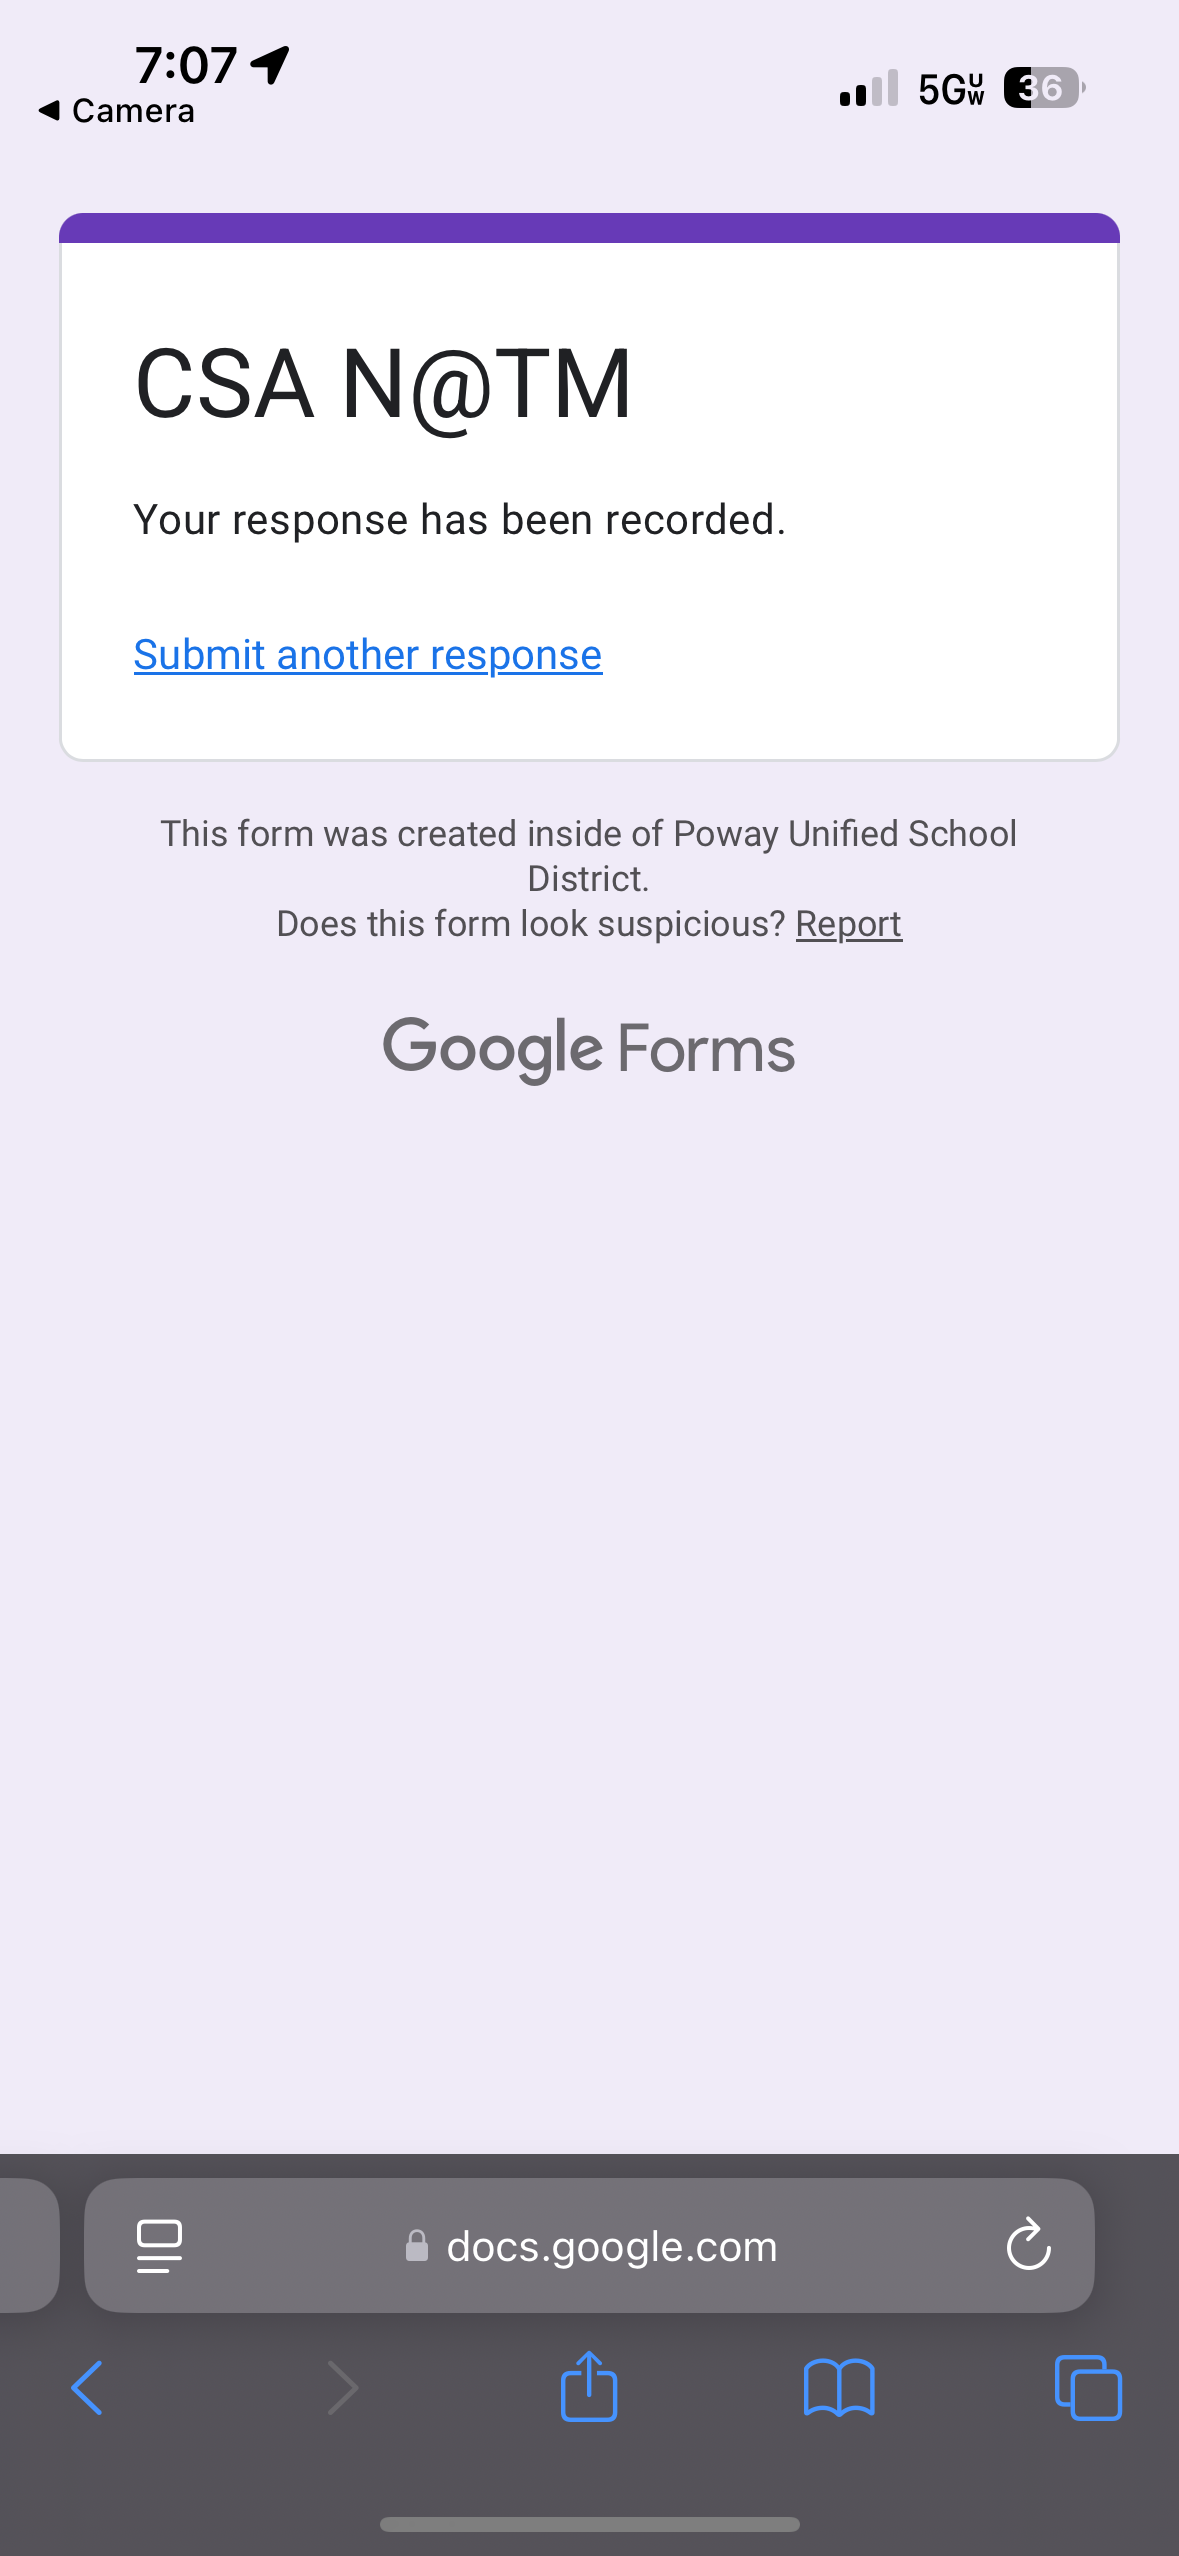 7:07
Camera
5G UW
36
CSA N@TM
Your response has been recorded.
Submit another response
This form was created inside of Poway Unified School
District.
Does this form look suspicious? Report
Google Forms
docs.google.com